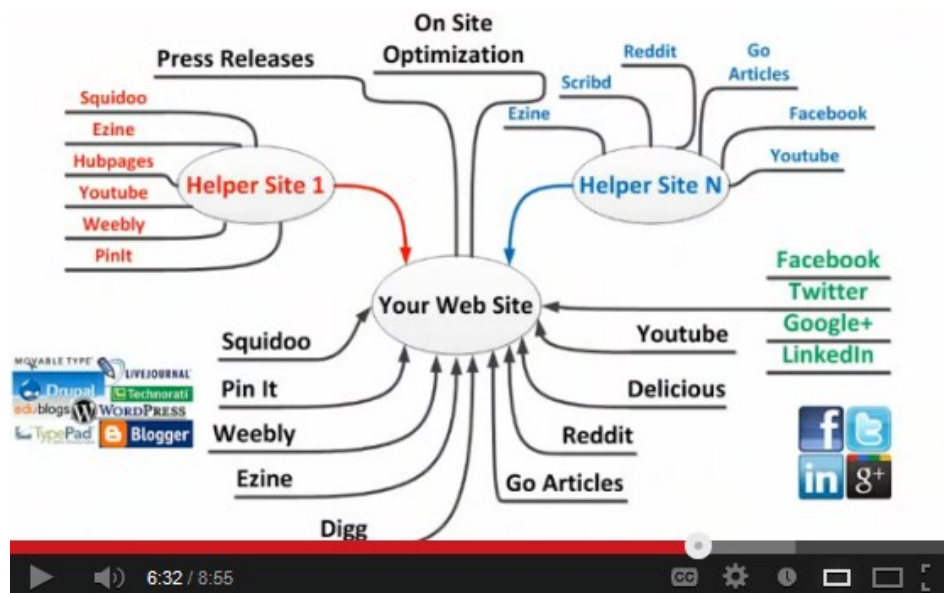 On Site
Optimization
Press Releases
Reddit
Go
Articles
Scribd
Ezine
Facebook
Youtube
Squidoo
Ezine
Hubpages
Youtube
Weebly
PinIt
Helper Site 1
Helper Site N
Your Web Site
Facebook
Twitter
Google+
LinkedIn
Squidoo
Pin It
Weebly
Ezine
Digg
Youtube
Delicious
Reddit
Go Articles
MOVABLE TYPE
LIVEJOURNAL
Drupal
Technorati
edublogs
WORDPRESS
TypePad
Blogger
f
t
in
g+
6:32 / 8:55
CC